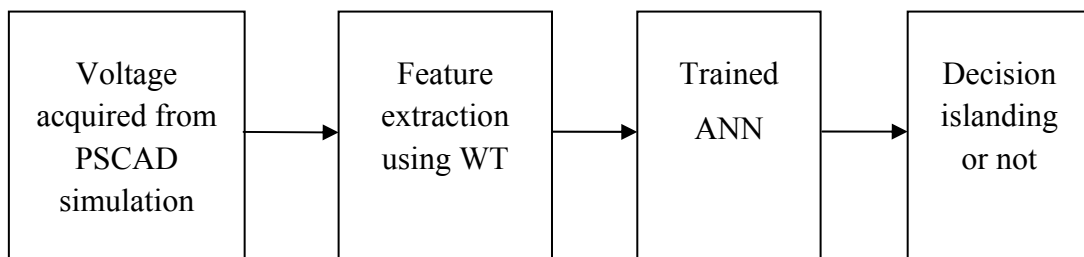 Voltage
acquired from
PSCAD
simulation
Feature
extraction
using WT
Trained
ANN
Decision
islanding
or not